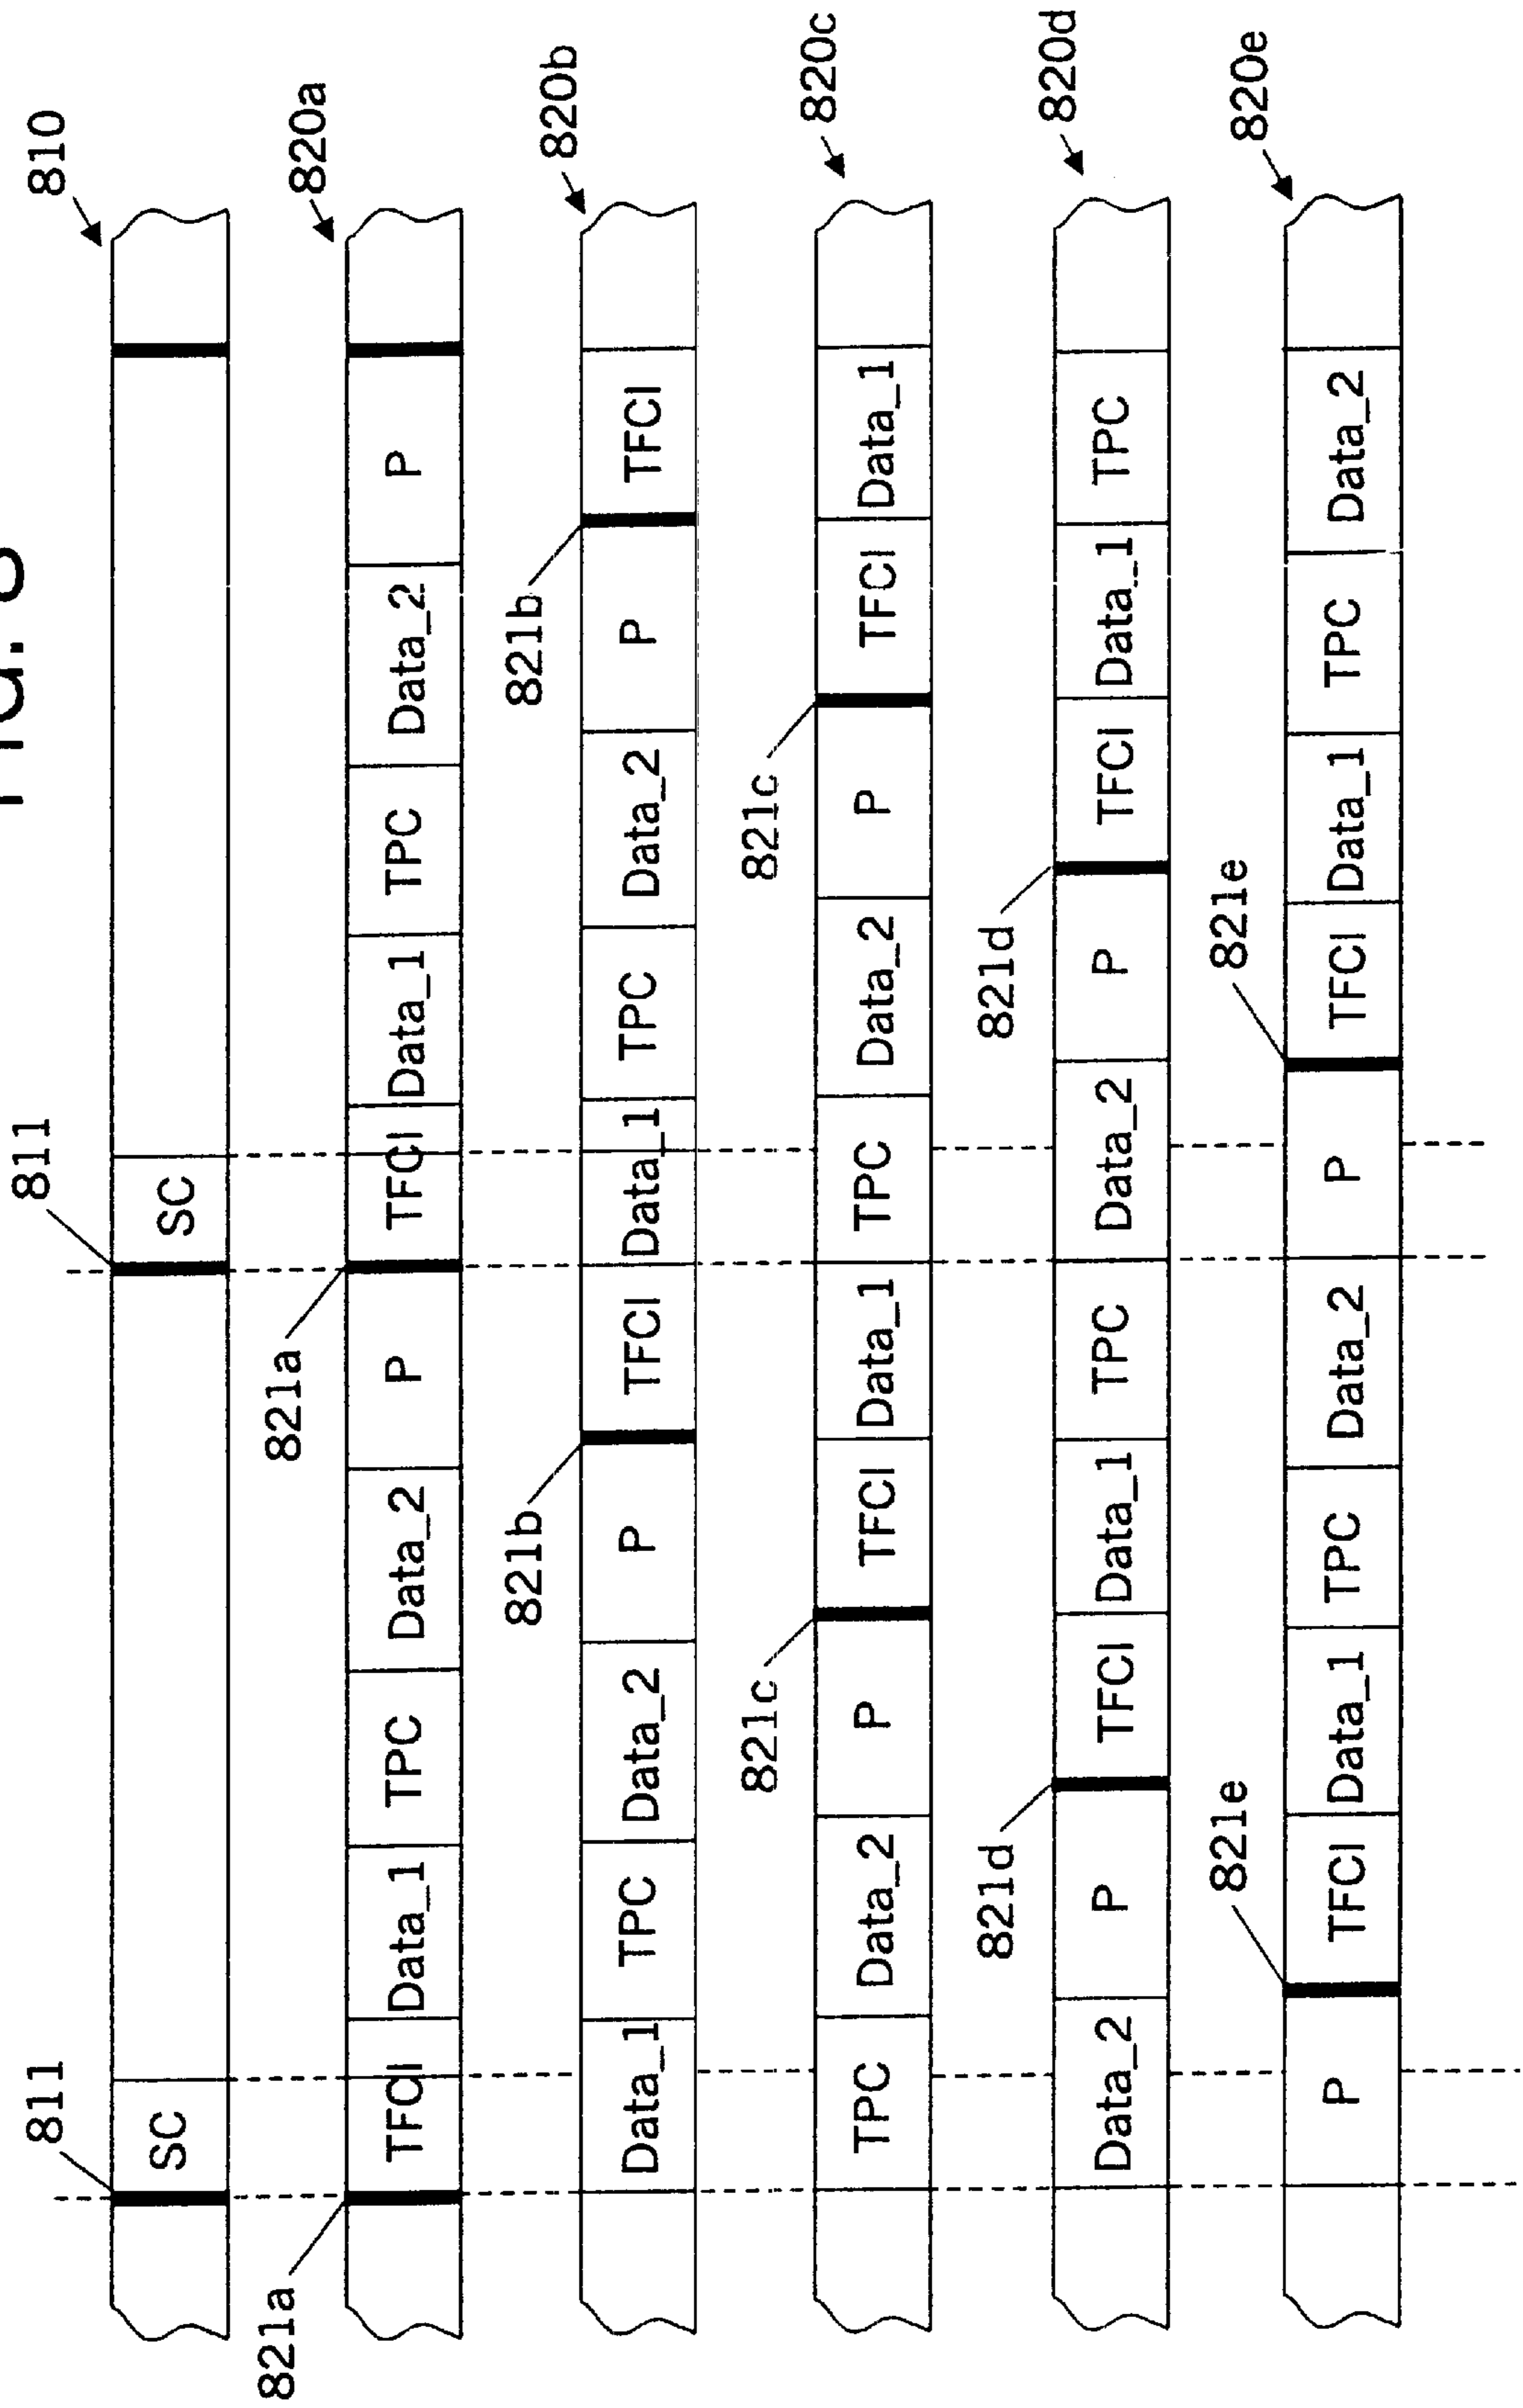 FIG. 8
811 811 810
SC SC
821a 821a 820a
TFCI Data_1 TPC Data_2 P TFCI Data_1 TPC Data_2 P
821b 821b 820b
Data_1 TPC Data_2 P TFCI Data_1 TPC Data_2 P TFCI
821c 821c 820c
TPC Data_2 P TFCI Data_1 TPC Data_2 P TFCI Data_1
821d 821d 820d
Data_2 P TFCI Data_1 TPC Data_2 P TFCI Data_1 TPC
821e 821e 820e
P TFCI Data_1 TPC Data_2 P TFCI Data_1 TPC Data_2